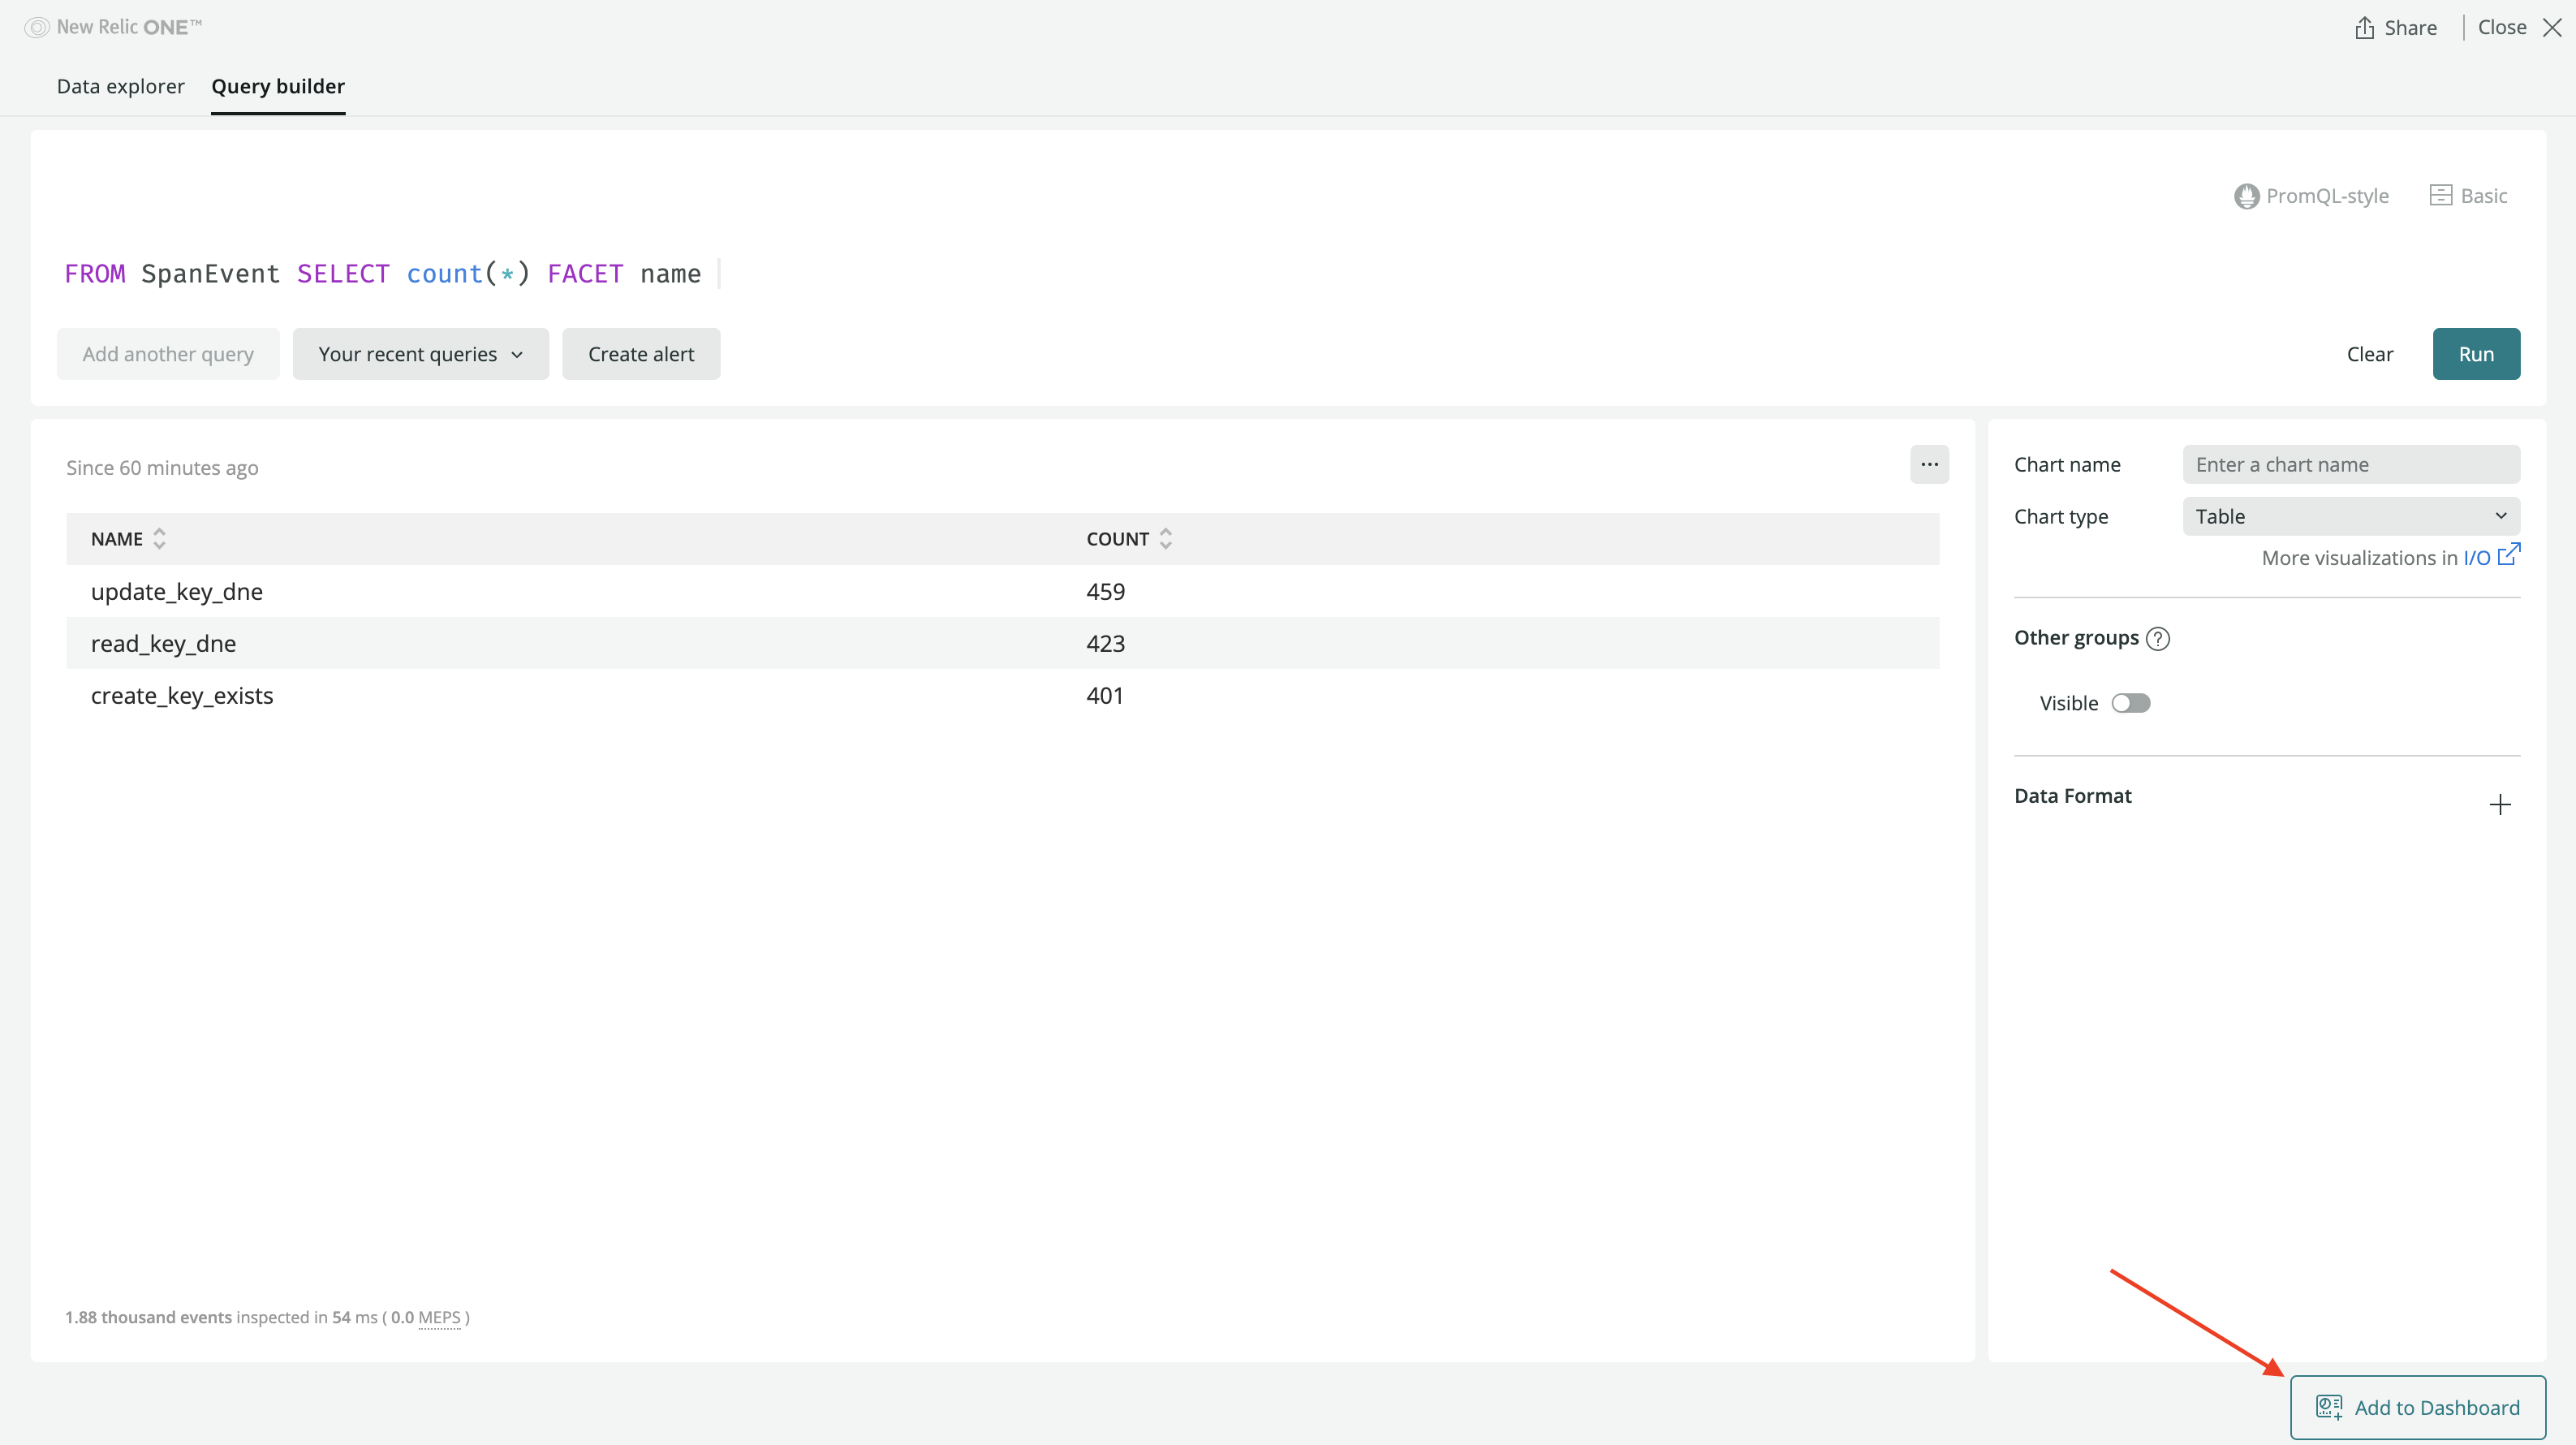 New Relic ONE™
Share | Close
Data explorer Query builder
PromQL-style Basic
FROM SpanEvent SELECT count(*) FACET name
Add another query Your recent queries Create alert Clear Run
Since 60 minutes ago ...
NAME COUNT
update_key_dne 459
read_key_dne 423
create_key_exists 401
1.88 thousand events inspected in 54 ms ( 0.0 MEPS )
Chart name Enter a chart name
Chart type Table
More visualizations in I/O
Other groups ?
Visible
Data Format +
Add to Dashboard